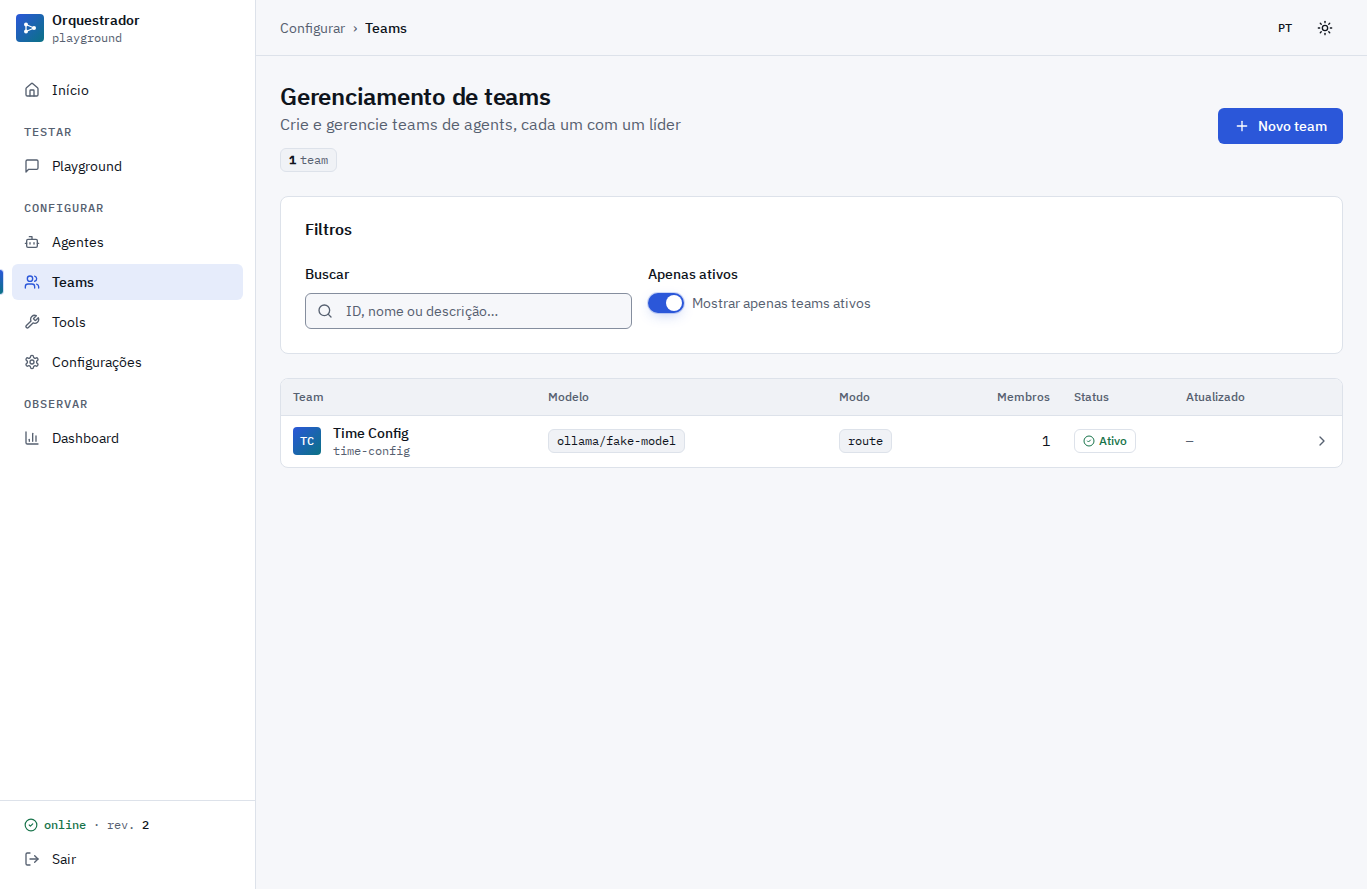 Orquestrador
playground
Início
TESTAR
Playground
CONFIGURAR
Agentes
Teams
Tools
Configurações
OBSERVAR
Dashboard
online · rev. 2
Sair
Configurar › Teams
PT
Gerenciamento de teams
Crie e gerencie teams de agentes, cada um com um líder
1 team
Novo team
Filtros
Buscar
ID, nome ou descrição...
Apenas ativos
Mostrar apenas teams ativos
Team Modelo Modo Membros Status Atualizado
TC Time Config ollama/fake-model route 1 Ativo –
time-config